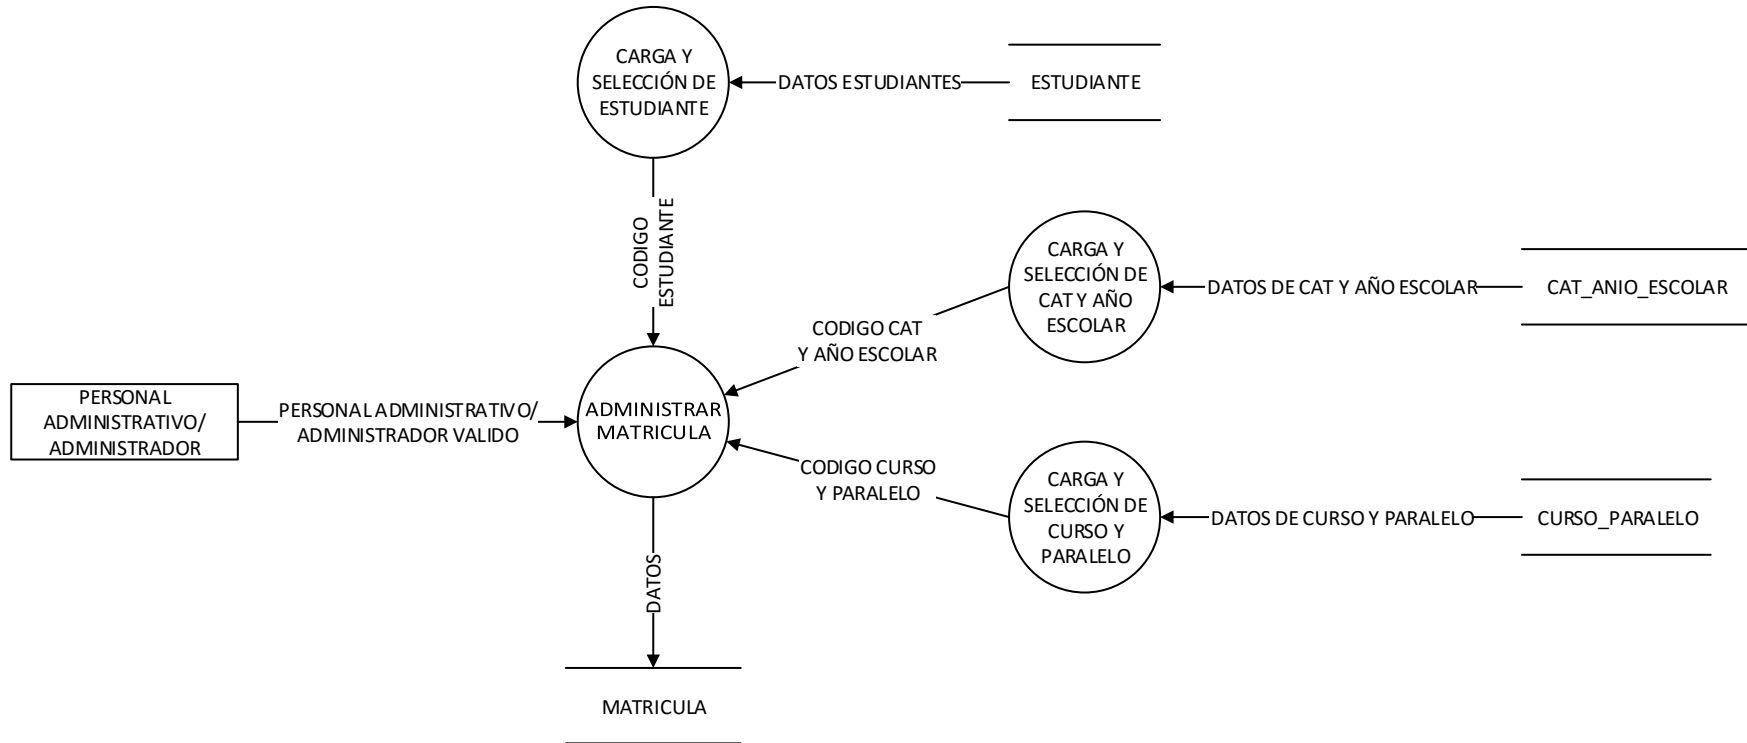 CARGA Y
SELECCIÓN DE
ESTUDIANTE
DATOS ESTUDIANTES
ESTUDIANTE
CODIGO
ESTUDIANTE
CARGA Y
SELECCIÓN DE
CAT Y AÑO
ESCOLAR
DATOS DE CAT Y AÑO ESCOLAR
CAT_ANIO_ESCOLAR
CODIGO CAT
Y AÑO ESCOLAR
PERSONAL
ADMINISTRATIVO/
ADMINISTRADOR
PERSONAL ADMINISTRATIVO/
ADMINISTRADOR VALIDO
ADMINISTRAR
MATRICULA
CODIGO CURSO
Y PARALELO
CARGA Y
SELECCIÓN DE
CURSO Y
PARALELO
DATOS DE CURSO Y PARALELO
CURSO_PARALELO
DATOS
MATRICULA